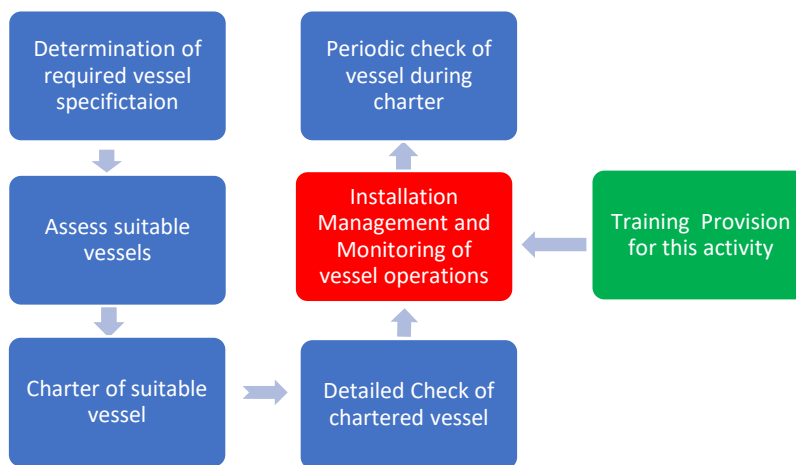 Determination of
required vessel
specifictaion
Assess suitable
vessels
Charter of suitable
vessel
Detailed Check of
chartered vessel
Installation
Management and
Monitoring of
vessel operations
Periodic check of
vessel during
charter
Training Provision
for this activity